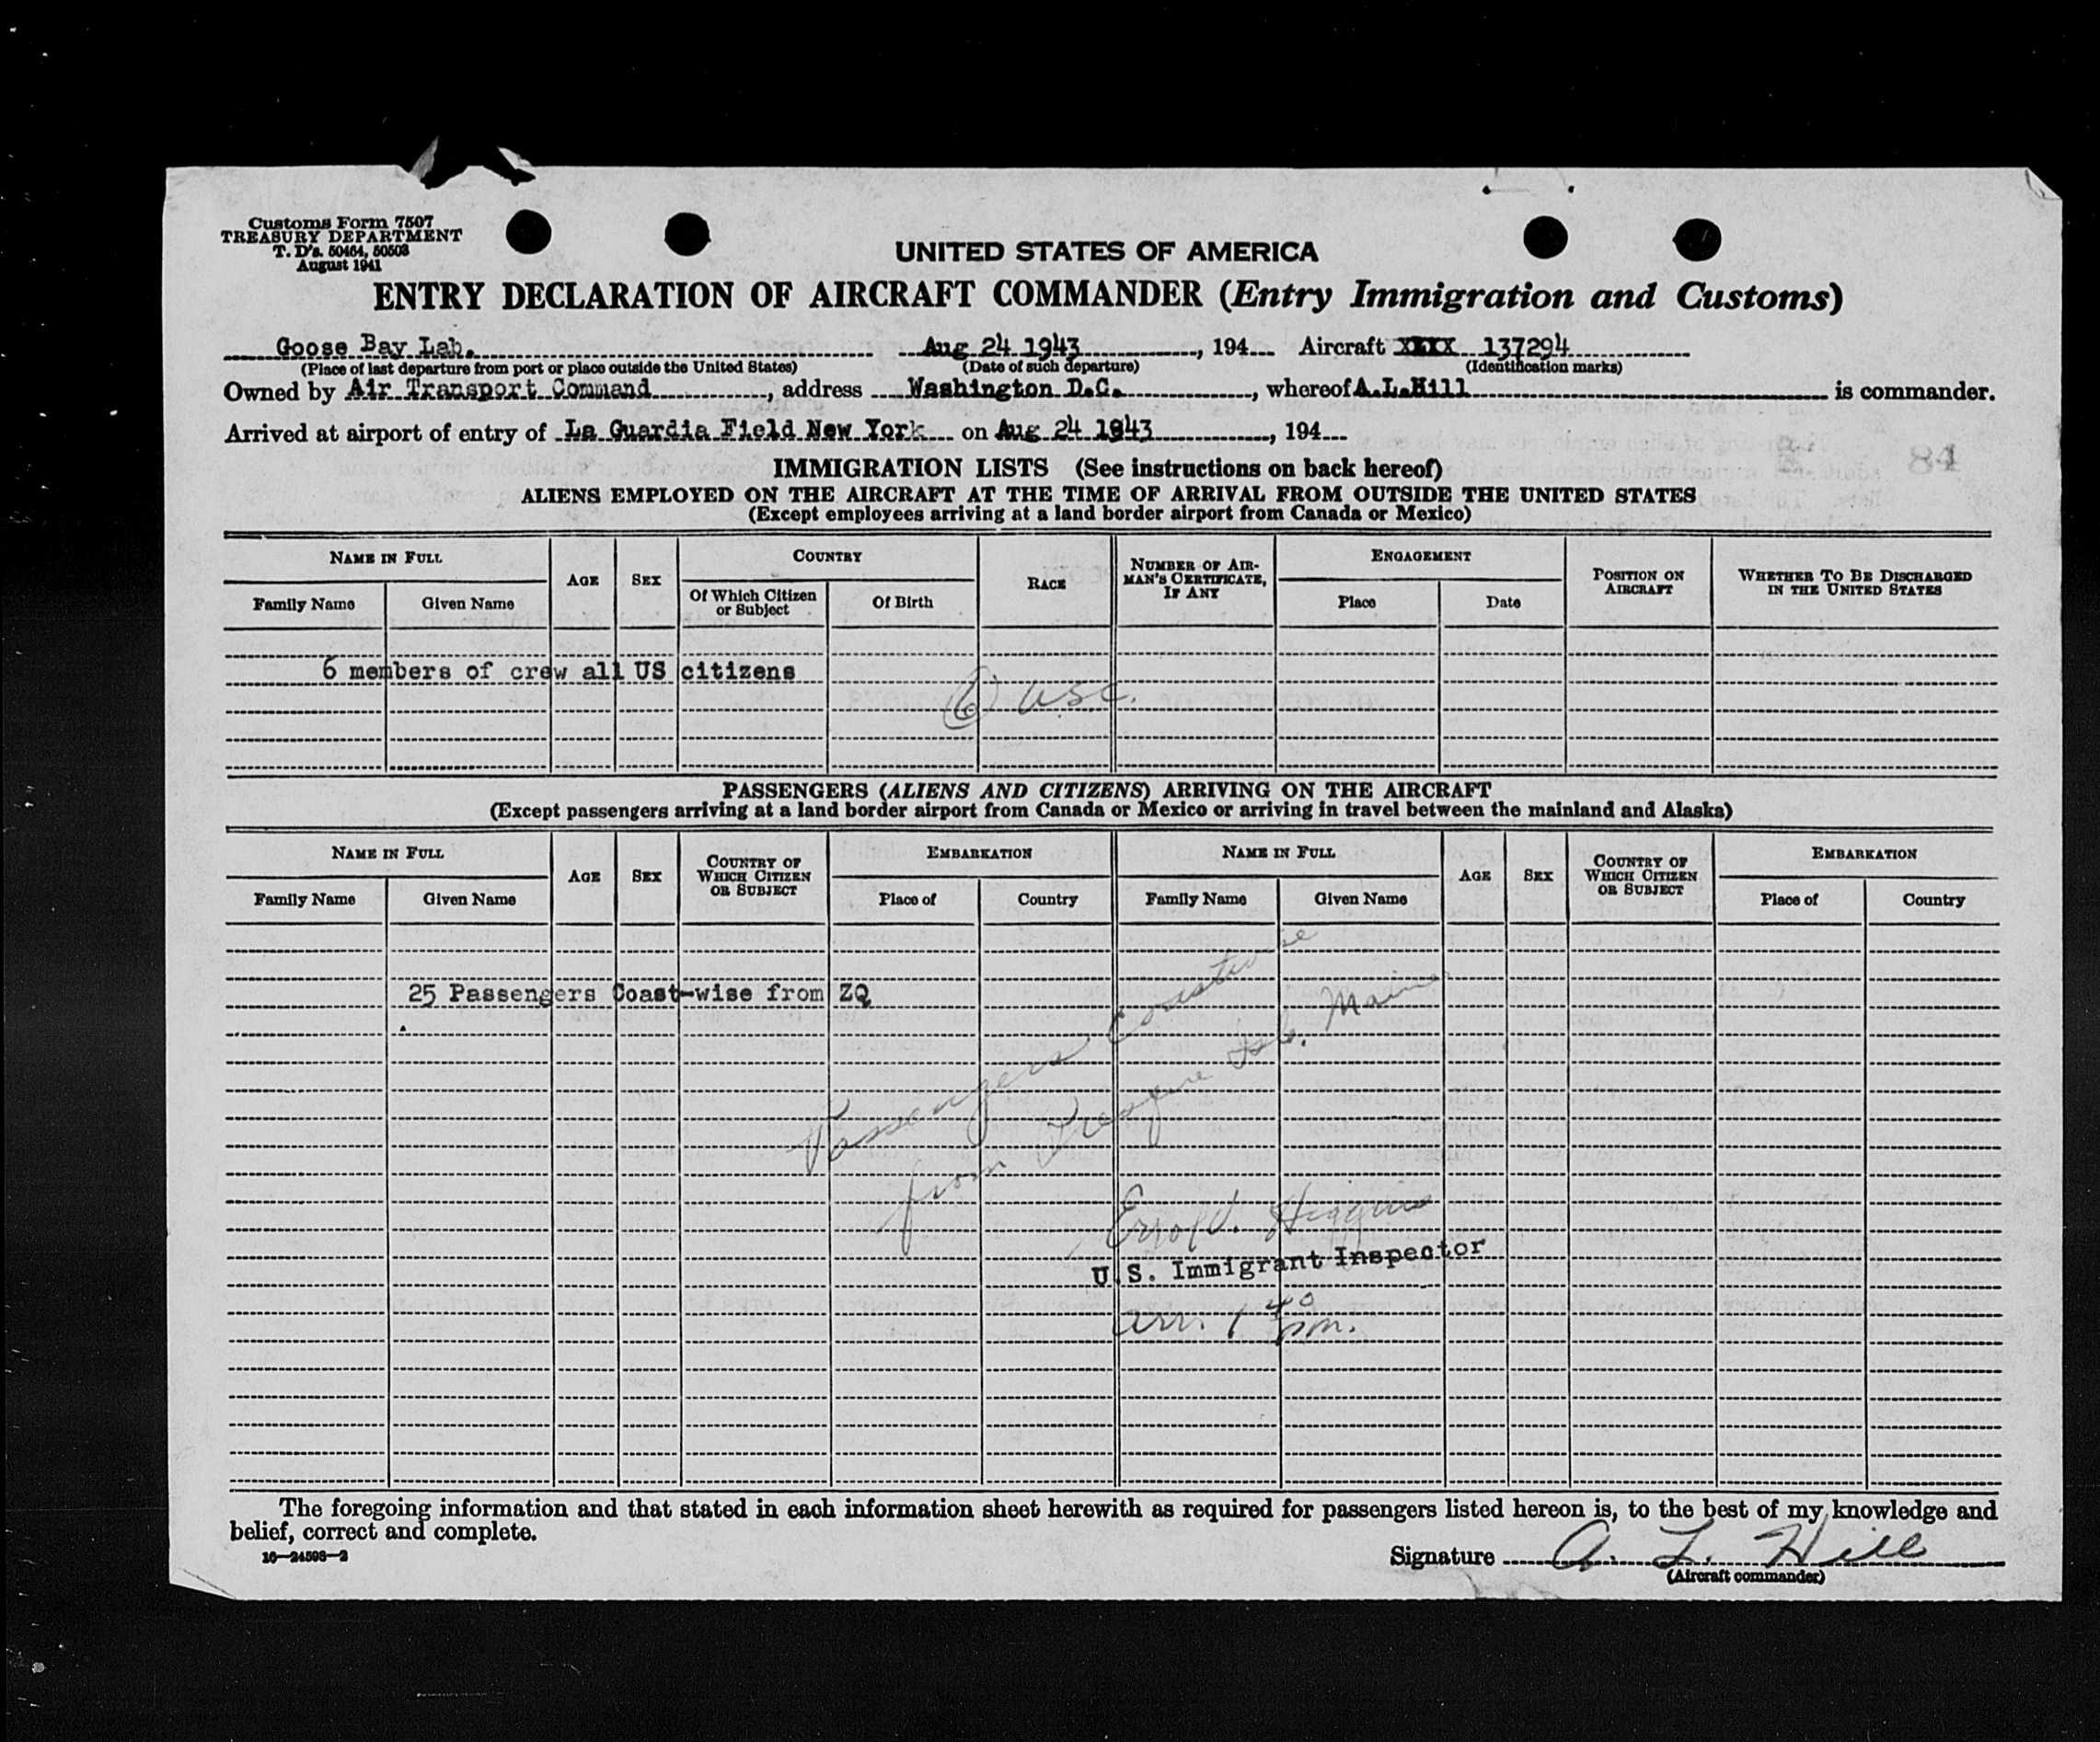 Customs Form 7507
TREASURY DEPARTMENT
T. D's. 50464, 50503
August 1941
UNITED STATES OF AMERICA
ENTRY DECLARATION OF AIRCRAFT COMMANDER (Entry Immigration and Customs)
Goose Bay Lab. Aug 24 1943, 194 Aircraft XXXX 137294
(Place of last departure from port or place outside the United States) (Date of such departure) (Identification marks)
Owned by Air Transport Command, address Washington D.C., whereof A.L.Hill is commander.
Arrived at airport of entry of La Guardia Field New York on Aug 24 1943, 194
84
IMMIGRATION LISTS (See instructions on back hereof)
ALIENS EMPLOYED ON THE AIRCRAFT AT THE TIME OF ARRIVAL FROM OUTSIDE THE UNITED STATES
(Except employees arriving at a land border airport from Canada or Mexico)
NAME IN FULL AGE SEX COUNTRY RACE NUMBER OF AIR-MAN'S CERTIFICATE, IF ANY ENGAGEMENT POSITION ON AIRCRAFT WHETHER TO BE DISCHARGED IN THE UNITED STATES
Family Name Given Name Of Which Citizen or Subject Of Birth Place Date
6 members of crew all US citizens
(6) USC.
PASSENGERS (ALIENS AND CITIZENS) ARRIVING ON THE AIRCRAFT
(Except passengers arriving at a land border airport from Canada or Mexico or arriving in travel between the mainland and Alaska)
NAME IN FULL AGE SEX COUNTRY OF WHICH CITIZEN OR SUBJECT EMBARKATION NAME IN FULL AGE SEX COUNTRY OF WHICH CITIZEN OR SUBJECT EMBARKATION
Family Name Given Name Place of Country Family Name Given Name Place of Country
25 Passengers Coast-wise from ZQ
Passengers Coastwise
from Presque Isle. Maine
Higgins
U.S. Immigrant Inspector
arr. 1 40 pm.
The foregoing information and that stated in each information sheet herewith as required for passengers listed hereon is, to the best of my knowledge and
belief, correct and complete.
16—24598-2
Signature A. L. Hill
(Aircraft commander)